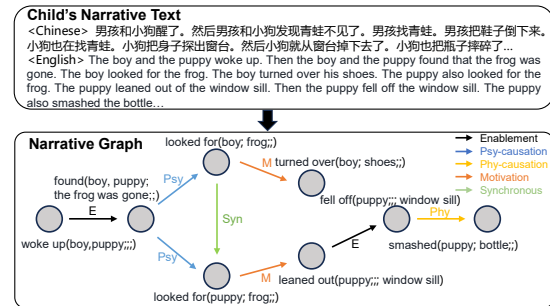 Child's Narrative Text
<Chinese> 男孩和小狗醒了。然后男孩和小狗发现青蛙不见了。男孩找青蛙。男孩把鞋子倒下来。
小狗也在找青蛙。小狗把身子探出窗台。然后小狗就从窗台掉下去了。小狗也把瓶子摔碎了...
<English> The boy and the puppy woke up. Then the boy and the puppy found that the frog was
gone. The boy looked for the frog. The boy turned over his shoes. The puppy also looked for
the frog. The puppy leaned out of the window sill. Then the puppy fell off the window sill. The puppy
also smashed the bottle…
Narrative Graph
looked for(boy; frog;;)
Enablement
Psy-causation
Phy-causation
Motivation
Synchronous
M
turned over(boy; shoes;;)
found(boy, puppy;
the frog was gone;;)
Psy
fell off(puppy;;; window sill)
E
Syn
Phy
woke up(boy,puppy;;;)
E
smashed(puppy; bottle;;)
Psy
M
leaned out(puppy;;; window sill)
looked for(puppy; frog;;)